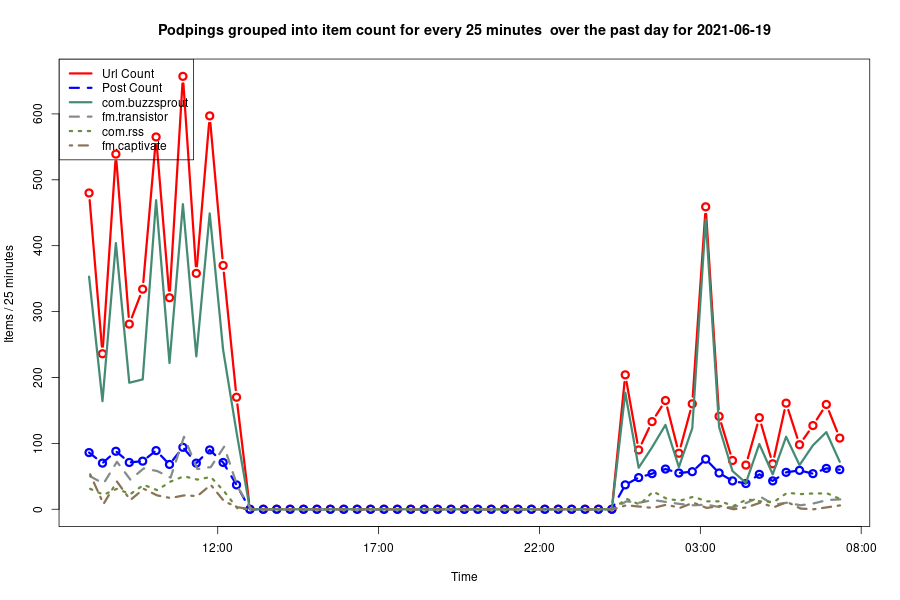 Podpings grouped into item count for every 25 minutes  over the past day for 2021-06-19
Url Count
Post Count
com.buzzsprout
fm.transistor
com.rss
fm.captivate
Items / 25 minutes
600
500
400
300
200
100
0
12:00 17:00 22:00 03:00 08:00
Time